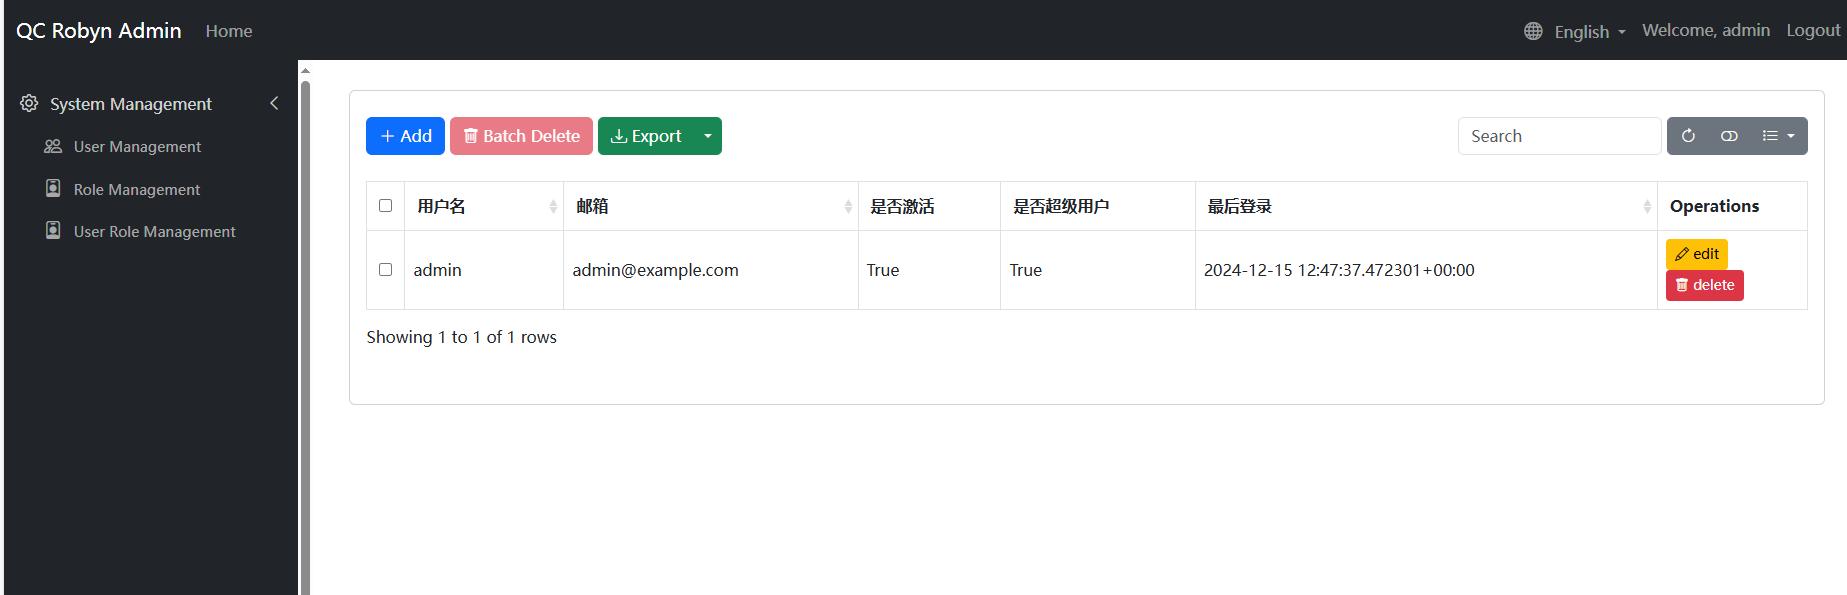 QC Robyn Admin Home English Welcome, admin Logout
System Management
User Management
Role Management
User Role Management
Add Batch Delete Export Search
用户名 邮箱 是否激活 是否超级用户 最后登录 Operations
admin admin@example.com True True 2024-12-15 12:47:37.472301+00:00 edit
delete
Showing 1 to 1 of 1 rows